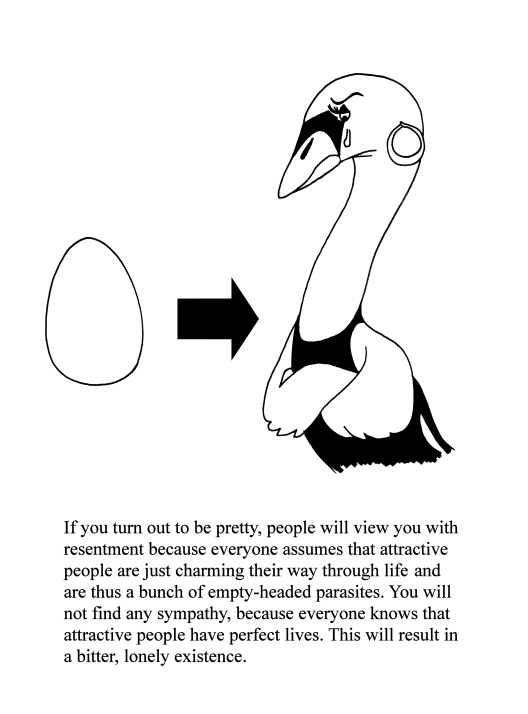 If you turn out to be pretty, people will view you with
resentment because everyone assumes that attractive
people are just charming their way through life and
are thus a bunch of empty-headed parasites. You will
not find any sympathy, because everyone knows that
attractive people have perfect lives. This will result in
a bitter, lonely existence.